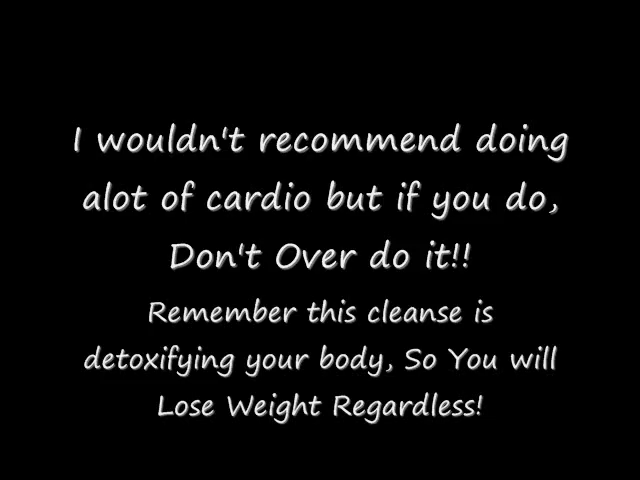 I wouldn't recommend doing
alot of cardio but if you do,
Don't Over do it!!
Remember this cleanse is
detoxifying your body, So You will
Lose Weight Regardless!